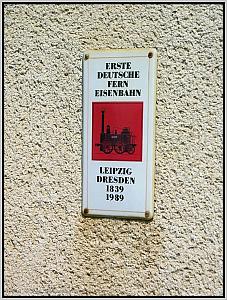 ERSTE
DEUTSCHE
FERN
EISENBAHN
LEIPZIG
DRESDEN
1839
1989